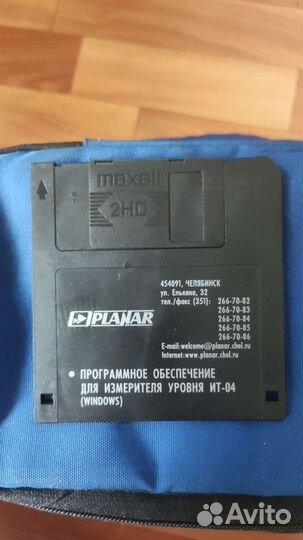 maxell
2HD
454091, ЧЕЛЯБИНСК
ул. Елькина, 32
тел./факс (351): 266-70-82
266-70-83
266-70-84
266-70-85
266-70-86
PLANAR
E-mail:welcome@planar.chel.ru
Internet:www.planar.chel.ru
• ПРОГРАММНОЕ ОБЕСПЕЧЕНИЕ
ДЛЯ ИЗМЕРИТЕЛЯ УРОВНЯ ИТ-04
(WINDOWS)
Avito